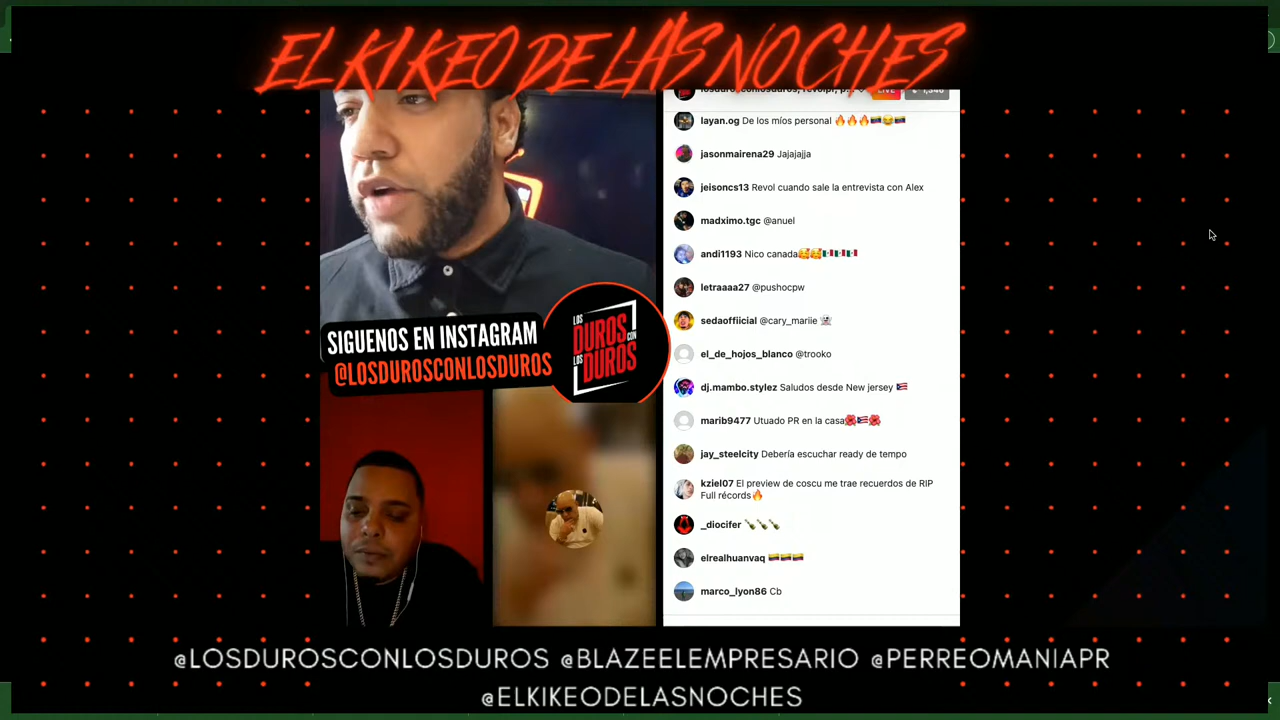 EL KIKEO DE LAS NOCHES
LIVE
layan.og De los míos personal 🔥🔥🔥🇻🇪😂🇻🇪
jasonmairena29 Jajajajja
jeisoncs13 Revol cuando sale la entrevista con Alex
madximo.tgc @anuel
andi1193 Nico canada🥰🥰🇲🇽🇲🇽🇲🇽
letraaaa27 @pushocpw
sedaoffiicial @cary_mariie
el_de_hojos_blanco @trooko
dj.mambo.stylez Saludos desde New jersey 🇵🇷
marib9477 Utuado PR en la casa🌺🇵🇷🌺
jay_steelcity Debería escuchar ready de tempo
kziel07 El preview de coscu me trae recuerdos de RIP
Full récords🔥
_diocifer 🍾🍾🍾
elrealhuanvaq 🇪🇨🇪🇨🇪🇨
marco_lyon86 Cb
SIGUENOS EN INSTAGRAM
@LOSDUROSCONLOSDUROS
LOS
DUROS
CON
LOS
DUROS
@LOSDUROSCONLOSDUROS @BLAZEELEMPRESARIO @PERREOMANIAPR
@ELKIKEODELASNOCHES